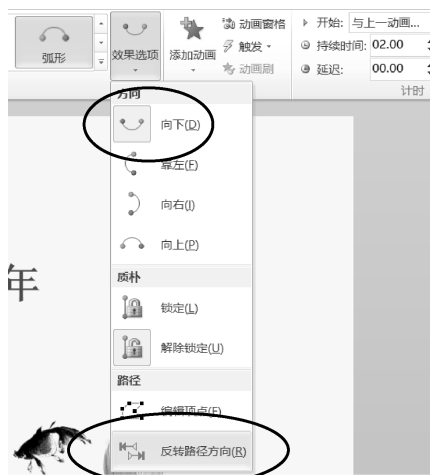 弧形
效果选项
添加动画
动画窗格
触发
动画刷
开始: 与上一动画...
持续时间: 02.00
延迟: 00.00
计时
方向
向下(D)
靠左(F)
向右(I)
向上(P)
质朴
锁定(L)
解除锁定(U)
路径
编辑顶点(E)
反转路径方向(R)
年